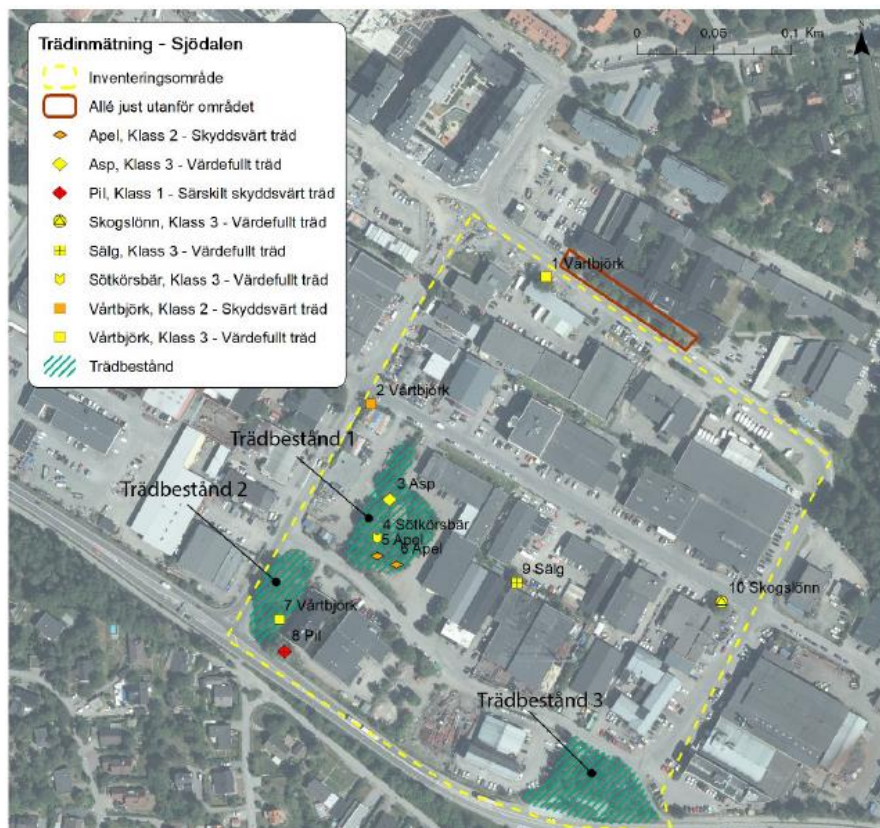 Trädinmätning - Sjödalen
Inventeringsområde
Allé just utanför området
Apel, Klass 2 - Skyddsvärt träd
Asp, Klass 3 - Värdefullt träd
Pil, Klass 1 - Särskilt skyddsvärt träd
Skogslönn, Klass 3 - Värdefullt träd
Sälg, Klass 3 - Värdefullt träd
Sötkörsbär, Klass 3 - Värdefullt träd
Vårtbjörk, Klass 2 - Skyddsvärt träd
Vårtbjörk, Klass 3 - Värdefullt träd
Trädbestånd
0 0,05 0,1 Km
1 Vårtbjörk
2 Vårtbjörk
Trädbestånd 1
3 Asp
Trädbestånd 2
4 Sötkörsbär
5 Apel
6 Apel
9 Sälg
10 Skogslönn
7 Vårtbjörk
8 Pil
Trädbestånd 3